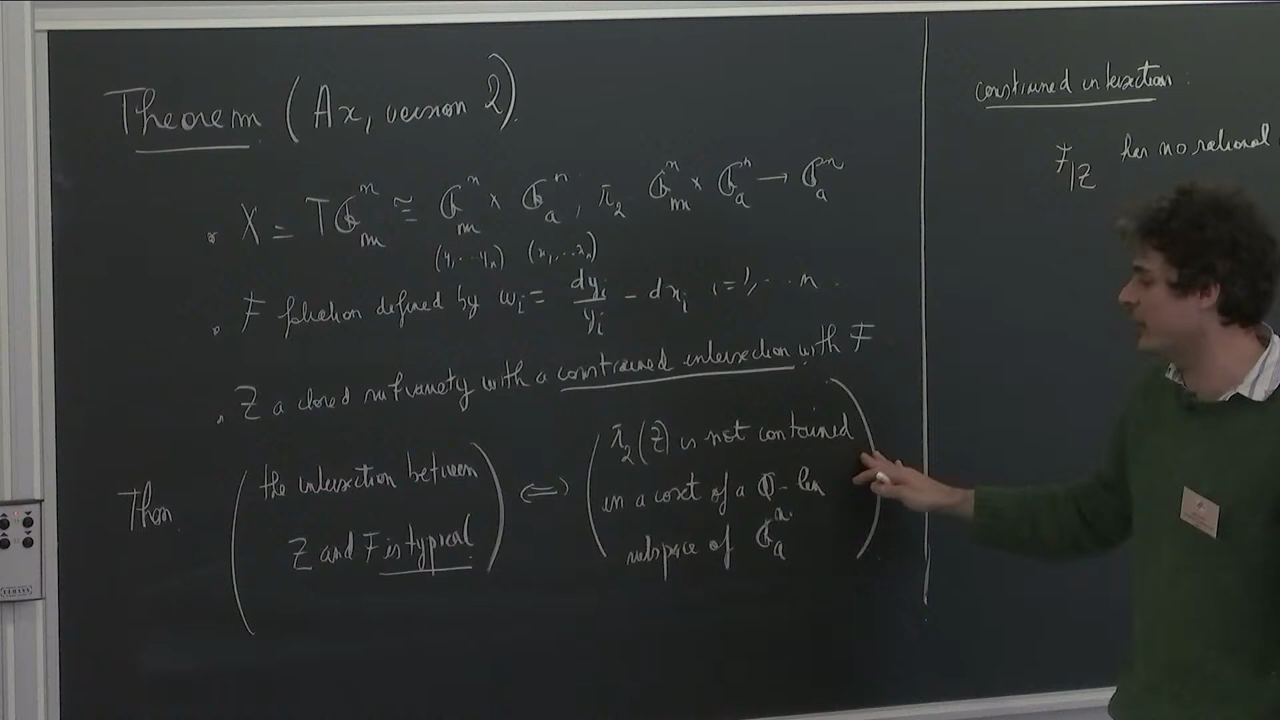 Theorem (Ax, version 2).
. X = T𝔾_m^n ≅ 𝔾_m^n × 𝔾_a^n, π_2 𝔾_m^n × 𝔾_a^n → 𝔾_a^n
(y_1, ... y_n) (x_1, ... x_n)
. F foliation defined by ω_i = dy_i/y_i - dx_i i=1, ... n.
. Z a closed subvariety with a constrained intersection with F
Then (the intersection between Z and F is typical) ⟺ (π_2(Z) is not contained in a coset of a ℚ-lin subspace of 𝔾_a^n)
constrained intersection:
F|Z has no rational